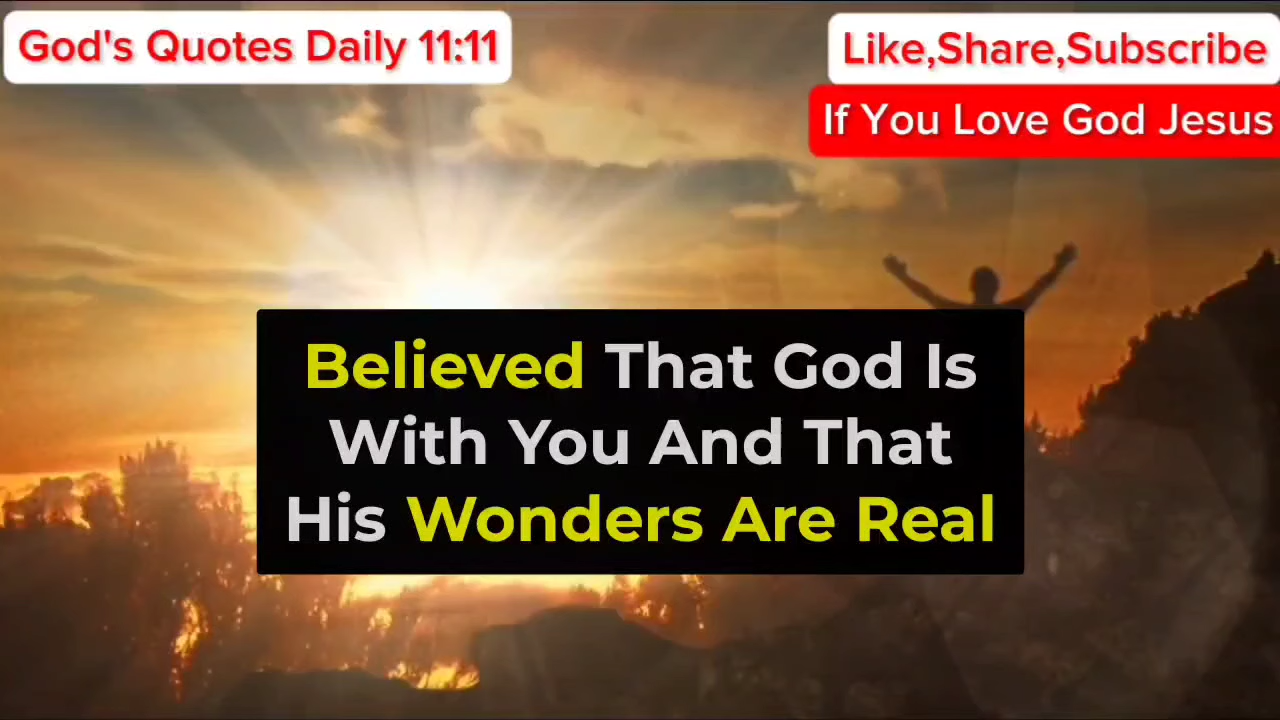 God's Quotes Daily 11:11
Like,Share,Subscribe
If You Love God Jesus
Believed That God Is
With You And That
His Wonders Are Real